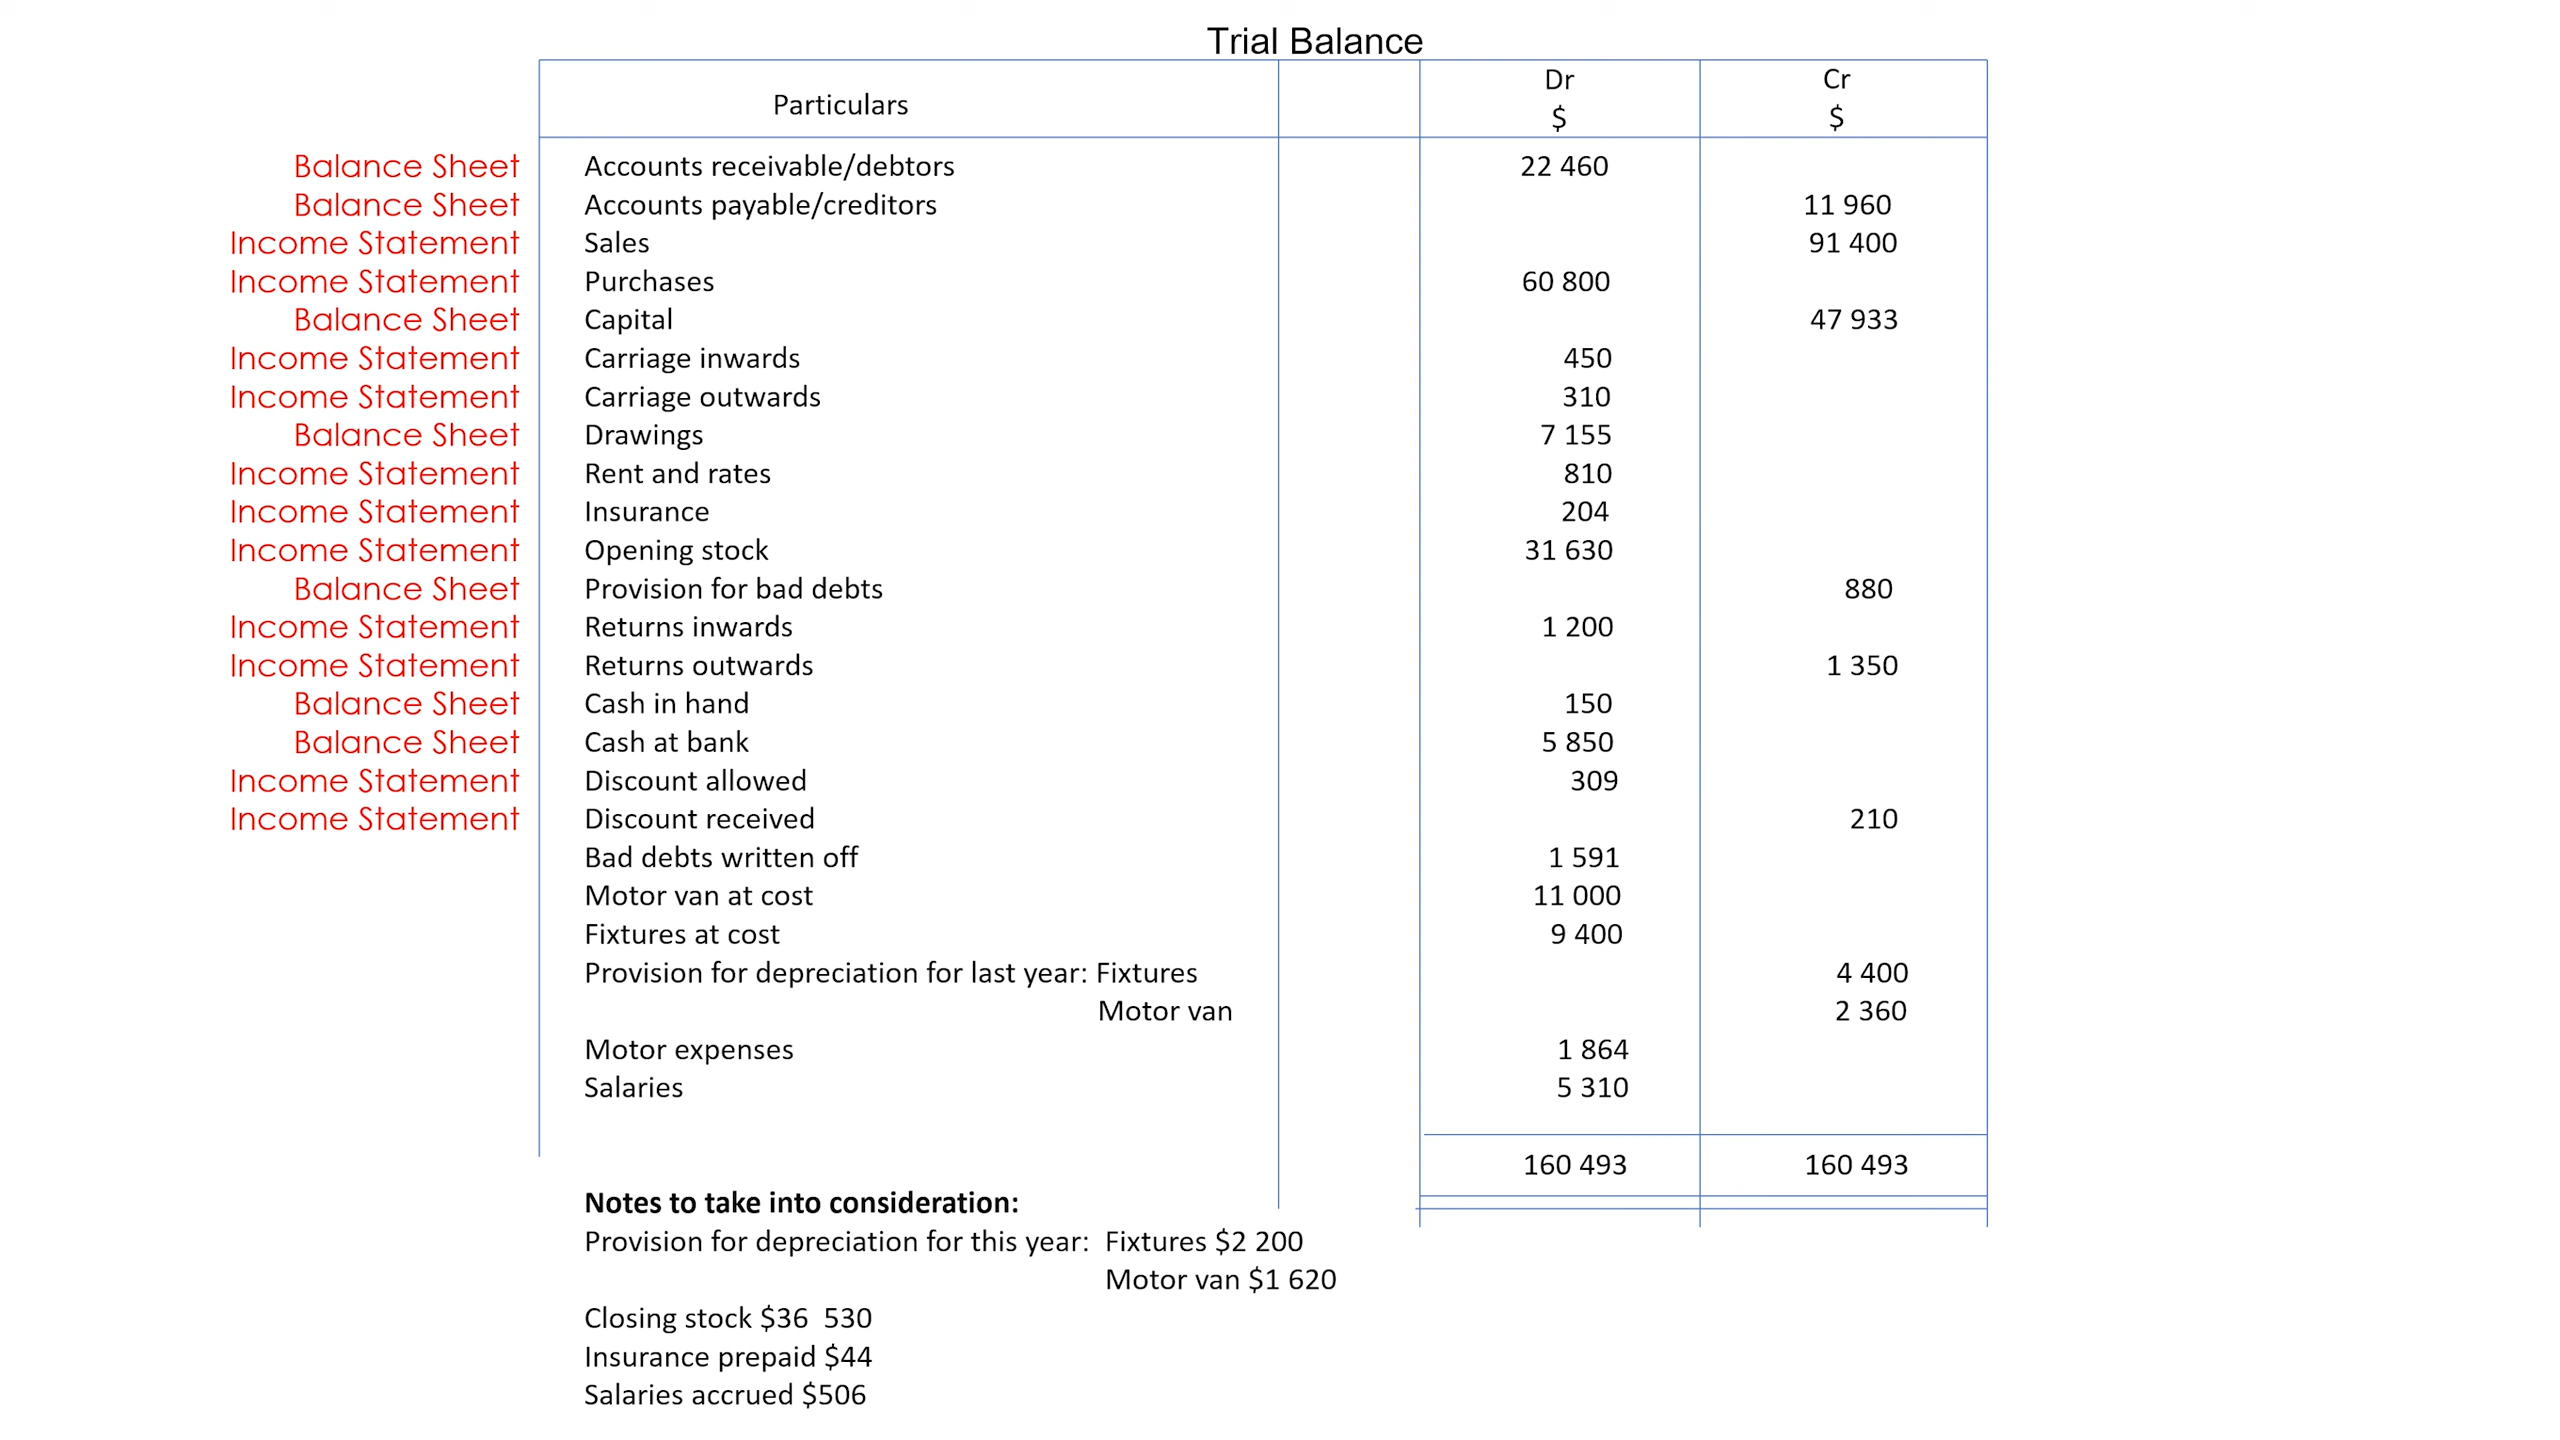 Trial Balance
Particulars Dr Cr
$ $
Balance Sheet Accounts receivable/debtors 22 460
Balance Sheet Accounts payable/creditors 11 960
Income Statement Sales 91 400
Income Statement Purchases 60 800
Balance Sheet Capital 47 933
Income Statement Carriage inwards 450
Income Statement Carriage outwards 310
Balance Sheet Drawings 7 155
Income Statement Rent and rates 810
Income Statement Insurance 204
Income Statement Opening stock 31 630
Balance Sheet Provision for bad debts 880
Income Statement Returns inwards 1 200
Income Statement Returns outwards 1 350
Balance Sheet Cash in hand 150
Balance Sheet Cash at bank 5 850
Income Statement Discount allowed 309
Income Statement Discount received 210
Bad debts written off 1 591
Motor van at cost 11 000
Fixtures at cost 9 400
Provision for depreciation for last year: Fixtures 4 400
Motor van 2 360
Motor expenses 1 864
Salaries 5 310
160 493 160 493
Notes to take into consideration:
Provision for depreciation for this year: Fixtures $2 200
Motor van $1 620
Closing stock $36 530
Insurance prepaid $44
Salaries accrued $506